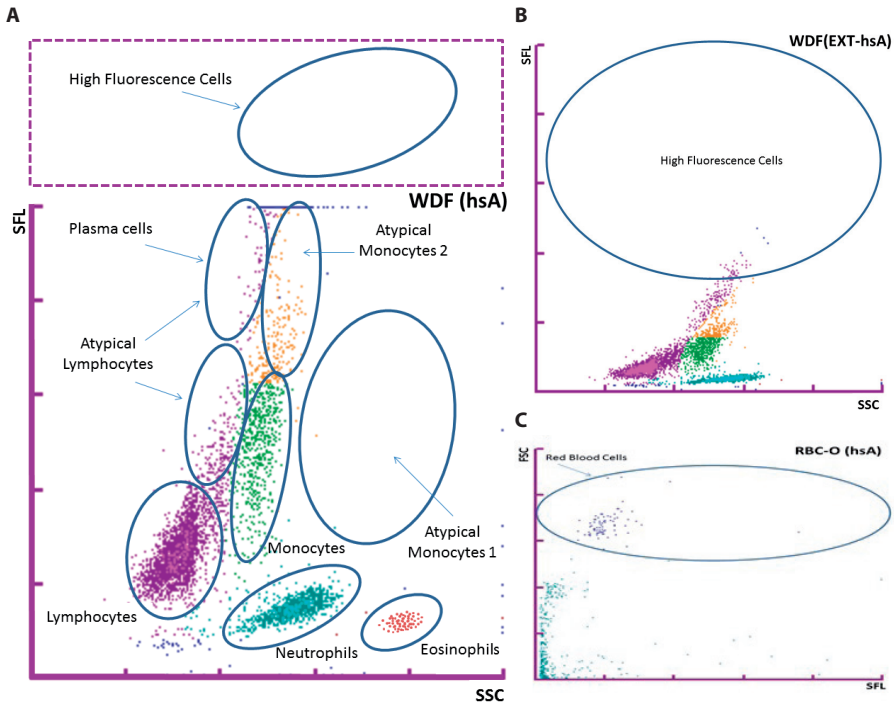 A
High Fluorescence Cells
WDF (hsA)
SFL
Plasma cells
Atypical
Monocytes 2
Atypical
Lymphocytes
Atypical
Monocytes 1
Monocytes
Lymphocytes
Neutrophils
Eosinophils
SSC
B
WDF(EXT-hsA)
SFL
High Fluorescence Cells
SSC
C
RBC-O (hsA)
FSC
Red Blood Cells
SFL